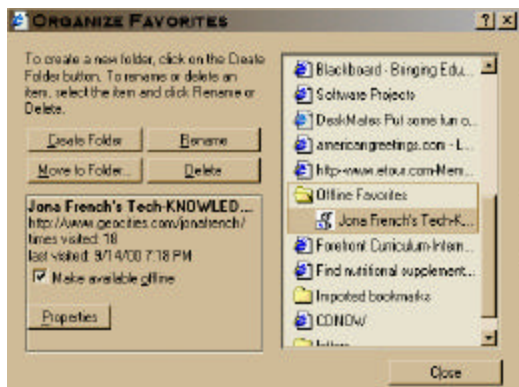 ORGANIZE FAVORITES
To create a new folder, click on the Create
Folder button. To rename or delete an
item, select the item and click Rename or
Delete.
Create Folder
Rename
Move to Folder...
Delete
Jona French's Tech-KNOWLED...
http://www.geocities.com/jonafrench/
times visited: 18
last visited: 9/14/00 7:18 PM
Make available offline
Properties
Blackboard - Bringing Edu...
Software Projects
DeskMates Put some fun o...
americangreetings.com - L...
http-www.etour.com-Mem...
Offline Favorites
Jona French's Tech-K...
Forefront Curriculum-Intern...
Find nutritional supplement...
Imported bookmarks
CDNOW
Close